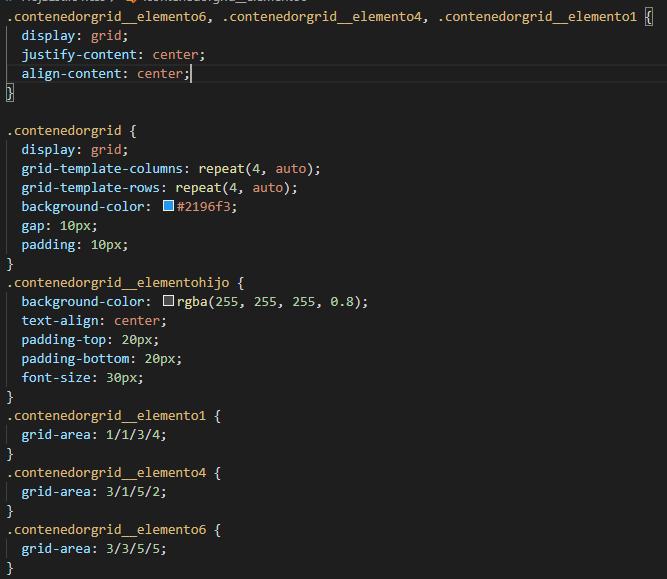 .contenedorgrid__elemento6, .contenedorgrid__elemento4, .contenedorgrid__elemento1 {
display: grid;
justify-content: center;
align-content: center;
}
.contenedorgrid {
display: grid;
grid-template-columns: repeat(4, auto);
grid-template-rows: repeat(4, auto);
background-color: #2196f3;
gap: 10px;
padding: 10px;
}
.contenedorgrid__elementohijo {
background-color: rgba(255, 255, 255, 0.8);
text-align: center;
padding-top: 20px;
padding-bottom: 20px;
font-size: 30px;
}
.contenedorgrid__elemento1 {
grid-area: 1/1/3/4;
}
.contenedorgrid__elemento4 {
grid-area: 3/1/5/2;
}
.contenedorgrid__elemento6 {
grid-area: 3/3/5/5;
}